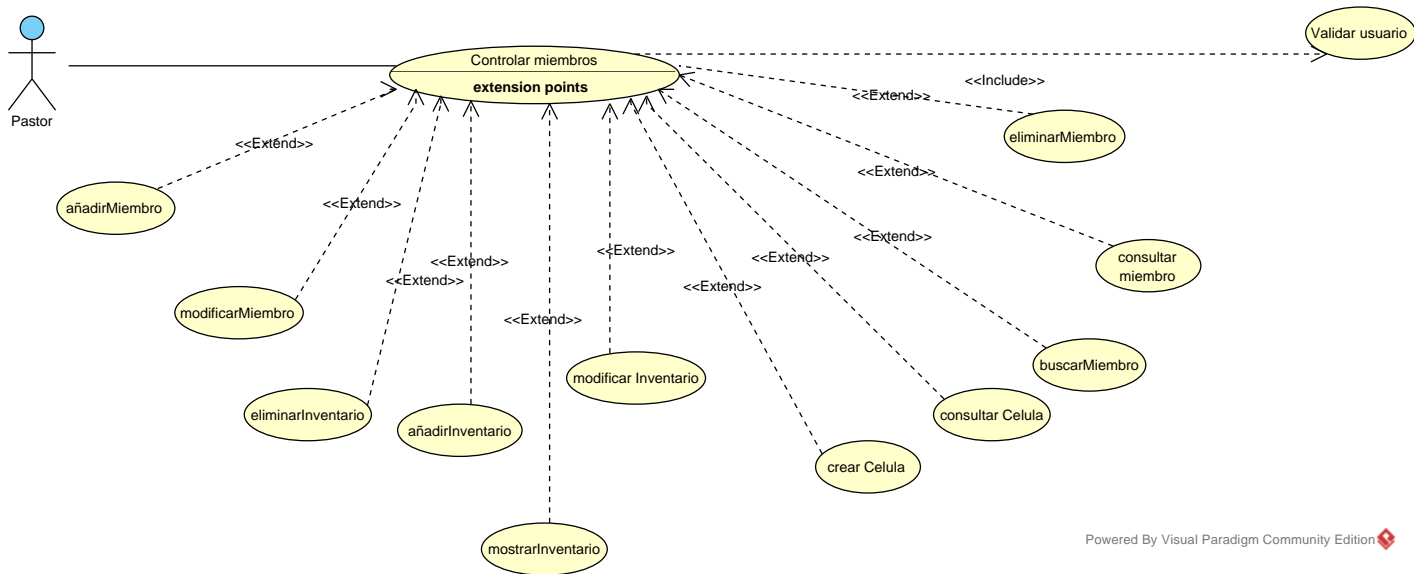 Validar usuario
Controlar miembros
extension points
<<Include>>
<<Extend>>
eliminarMiembro
Pastor
<<Extend>>
<<Extend>>
añadirMiembro
<<Extend>>
<<Extend>>
<<Extend>>
<<Extend>>
<<Extend>>
<<Extend>>
consultar
miembro
<<Extend>>
<<Extend>>
modificarMiembro
<<Extend>>
buscarMiembro
modificar Inventario
eliminarInventario
consultar Celula
añadirInventario
crear Celula
mostrarInventario
Powered By Visual Paradigm Community Edition